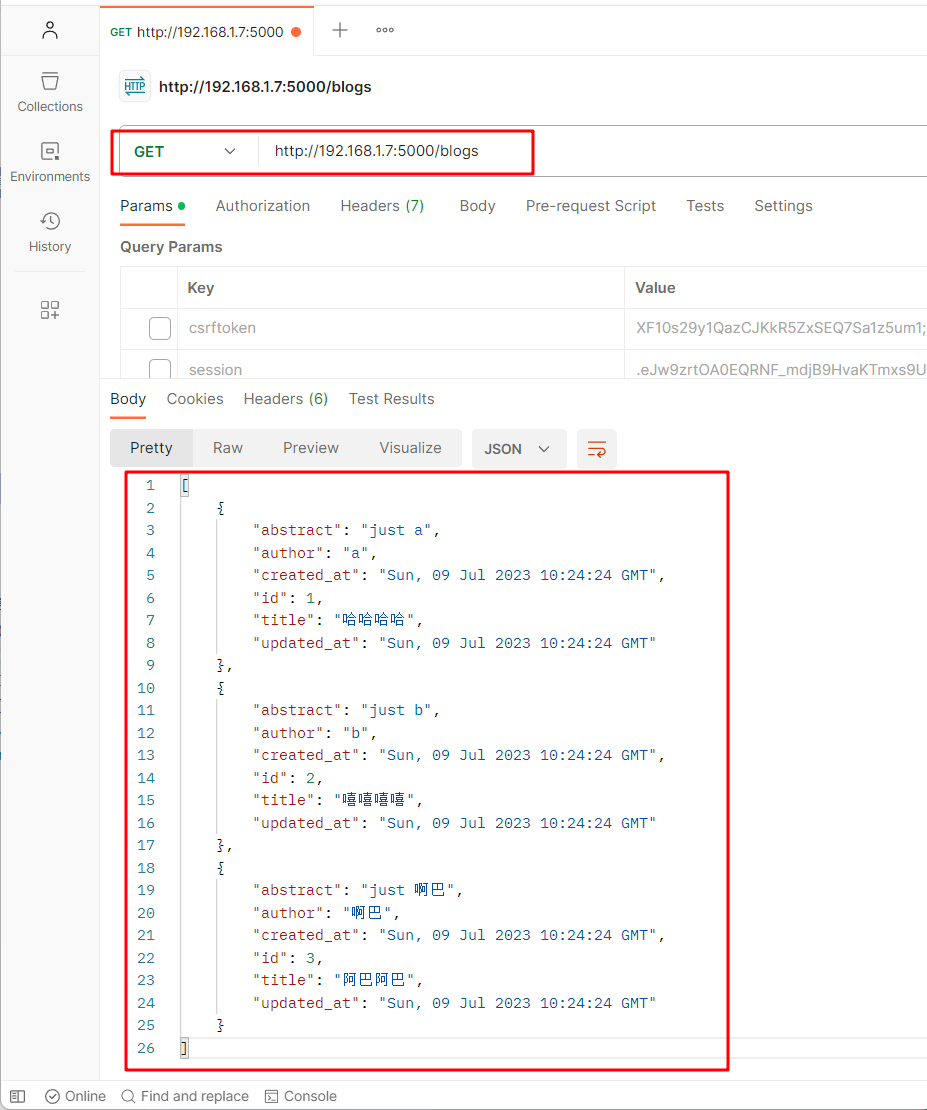 GET http://192.168.1.7:5000
http://192.168.1.7:5000/blogs
Collections
Environments
History
GET http://192.168.1.7:5000/blogs
Params Authorization Headers (7) Body Pre-request Script Tests Settings
Query Params
Key Value
csrftoken XF10s29y1QazCJKkR5ZxSEQ7Sa1z5um1;
session .eJw9zrtOA0EQRNF_mdjB9HvaKTmxs9U
Body Cookies Headers (6) Test Results
Pretty Raw Preview Visualize JSON
1 [
2 {
3 "abstract": "just a",
4 "author": "a",
5 "created_at": "Sun, 09 Jul 2023 10:24:24 GMT",
6 "id": 1,
7 "title": "哈哈哈哈",
8 "updated_at": "Sun, 09 Jul 2023 10:24:24 GMT"
9 },
10 {
11 "abstract": "just b",
12 "author": "b",
13 "created_at": "Sun, 09 Jul 2023 10:24:24 GMT",
14 "id": 2,
15 "title": "嘻嘻嘻嘻",
16 "updated_at": "Sun, 09 Jul 2023 10:24:24 GMT"
17 },
18 {
19 "abstract": "just 啊巴",
20 "author": "啊巴",
21 "created_at": "Sun, 09 Jul 2023 10:24:24 GMT",
22 "id": 3,
23 "title": "阿巴阿巴",
24 "updated_at": "Sun, 09 Jul 2023 10:24:24 GMT"
25 }
26 ]
Online Find and replace Console